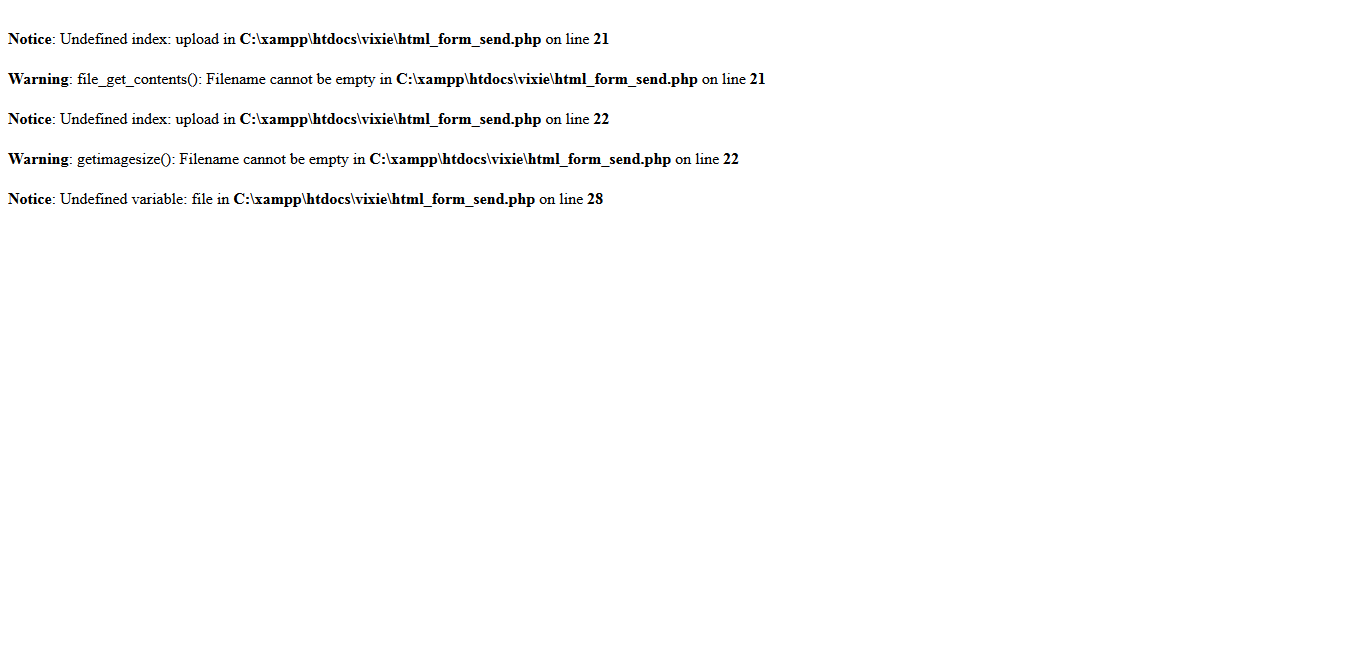 Notice: Undefined index: upload in C:\xampp\htdocs\vixie\html_form_send.php on line 21
Warning: file_get_contents(): Filename cannot be empty in C:\xampp\htdocs\vixie\html_form_send.php on line 21
Notice: Undefined index: upload in C:\xampp\htdocs\vixie\html_form_send.php on line 22
Warning: getimagesize(): Filename cannot be empty in C:\xampp\htdocs\vixie\html_form_send.php on line 22
Notice: Undefined variable: file in C:\xampp\htdocs\vixie\html_form_send.php on line 28